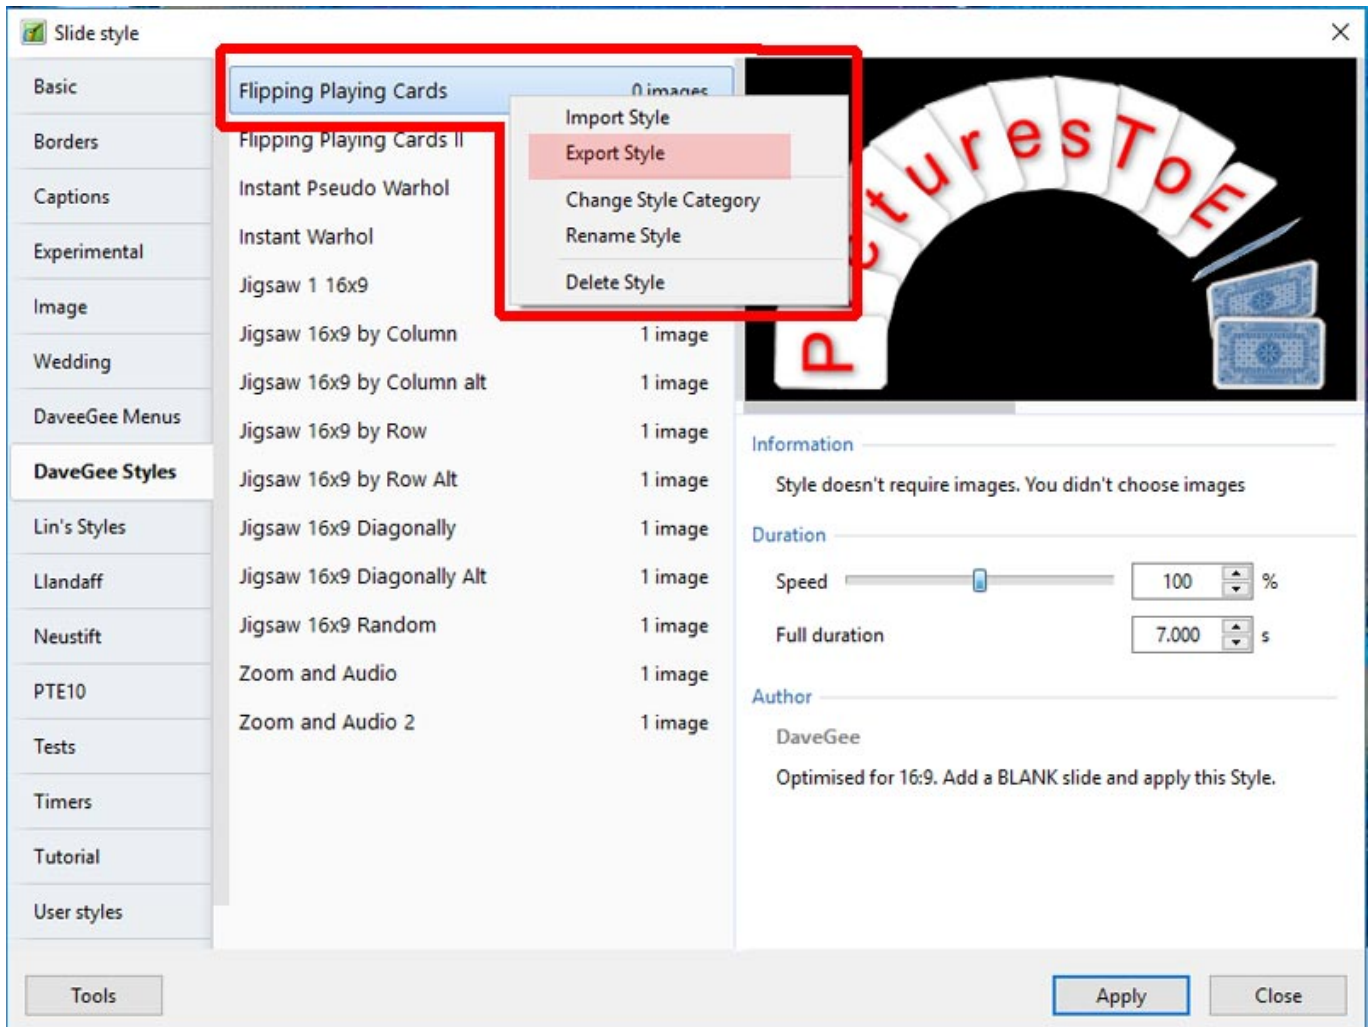 Slide style
Basic
Borders
Captions
Experimental
Image
Wedding
DaveeGee Menus
DaveGee Styles
Lin's Styles
Llandaff
Neustift
PTE10
Tests
Timers
Tutorial
User styles
Flipping Playing Cards 0 images
Flipping Playing Cards II
Instant Pseudo Warhol
Instant Warhol
Jigsaw 1 16x9
Jigsaw 16x9 by Column 1 image
Jigsaw 16x9 by Column alt 1 image
Jigsaw 16x9 by Row 1 image
Jigsaw 16x9 by Row Alt 1 image
Jigsaw 16x9 Diagonally 1 image
Jigsaw 16x9 Diagonally Alt 1 image
Jigsaw 16x9 Random 1 image
Zoom and Audio 1 image
Zoom and Audio 2 1 image
Import Style
Export Style
Change Style Category
Rename Style
Delete Style
P cturesToE
Information
Style doesn't require images. You didn't choose images
Duration
Speed 100 %
Full duration 7.000 s
Author
DaveGee
Optimised for 16:9. Add a BLANK slide and apply this Style.
Tools
Apply
Close